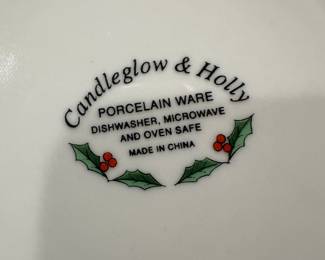 Candleglow & Holly
PORCELAIN WARE
DISHWASHER, MICROWAVE
AND OVEN SAFE
MADE IN CHINA